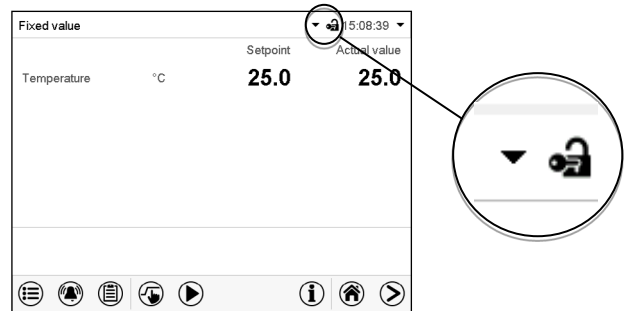 Fixed value 15:08:39
Setpoint Actual value
Temperature °C 25.0 25.0